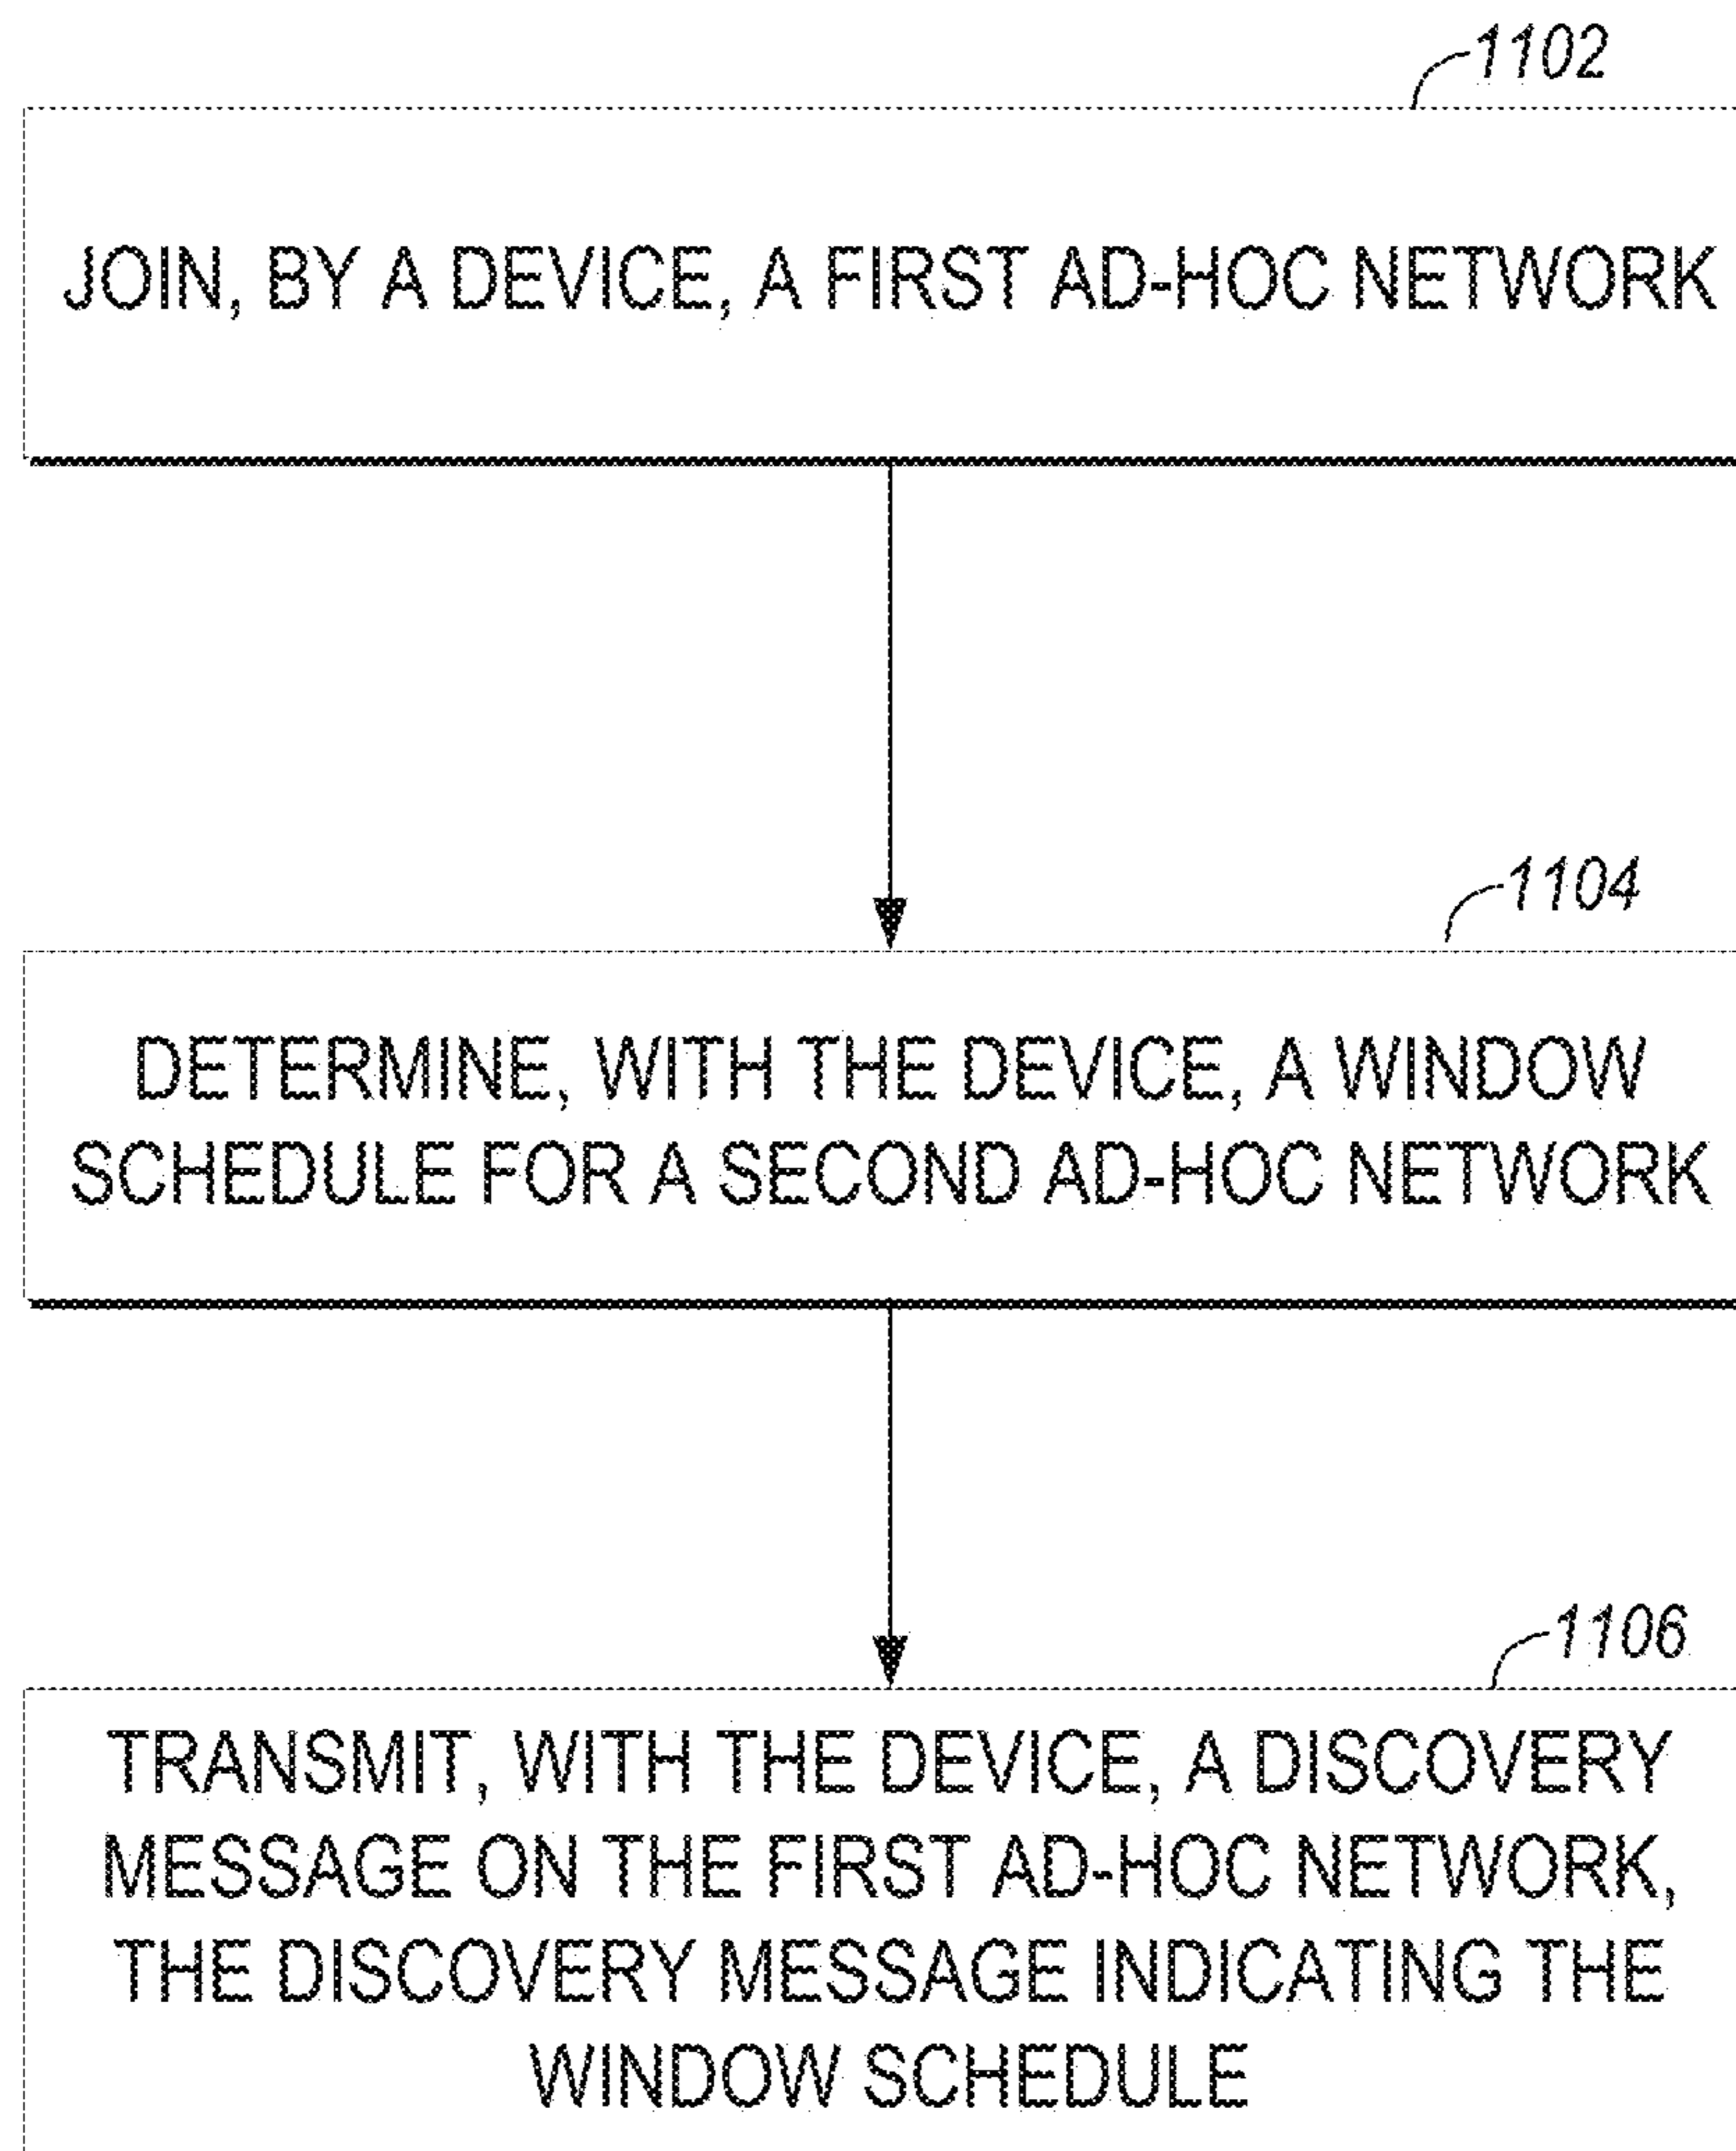 1102
JOIN, BY A DEVICE, A FIRST AD-HOC NETWORK
1104
DETERMINE, WITH THE DEVICE, A WINDOW
SCHEDULE FOR A SECOND AD-HOC NETWORK
1106
TRANSMIT, WITH THE DEVICE, A DISCOVERY
MESSAGE ON THE FIRST AD-HOC NETWORK,
THE DISCOVERY MESSAGE INDICATING THE
WINDOW SCHEDULE